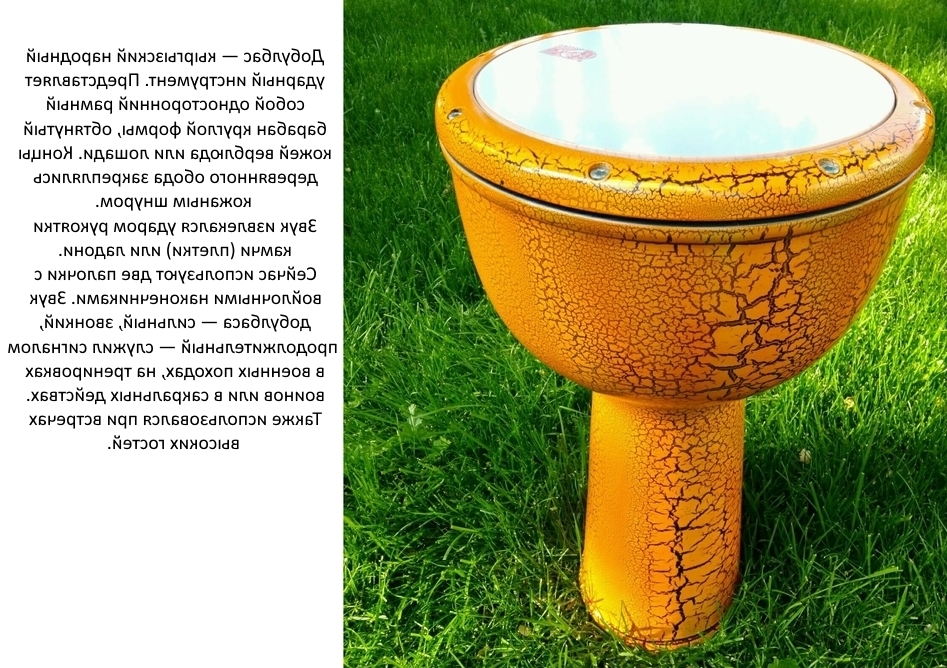 Добулбас — кыргызский народный
ударный инструмент. Представляет
собой односторонний рамный
барабан круглой формы, обтянутый
кожей верблюда или лошади. Концы
деревянного обода закреплялись
кожаным шнуром.
Звук извлекался ударом рукоятки
камчи (плетки) или ладони.
Сейчас используют две палочки с
войлочными наконечниками. Звук
добулбаса — сильный, звонкий,
продолжительный — служил сигналом
в военных походах, на тренировках
воинов или в сакральных действах.
Также использовался при встречах
высоких гостей.